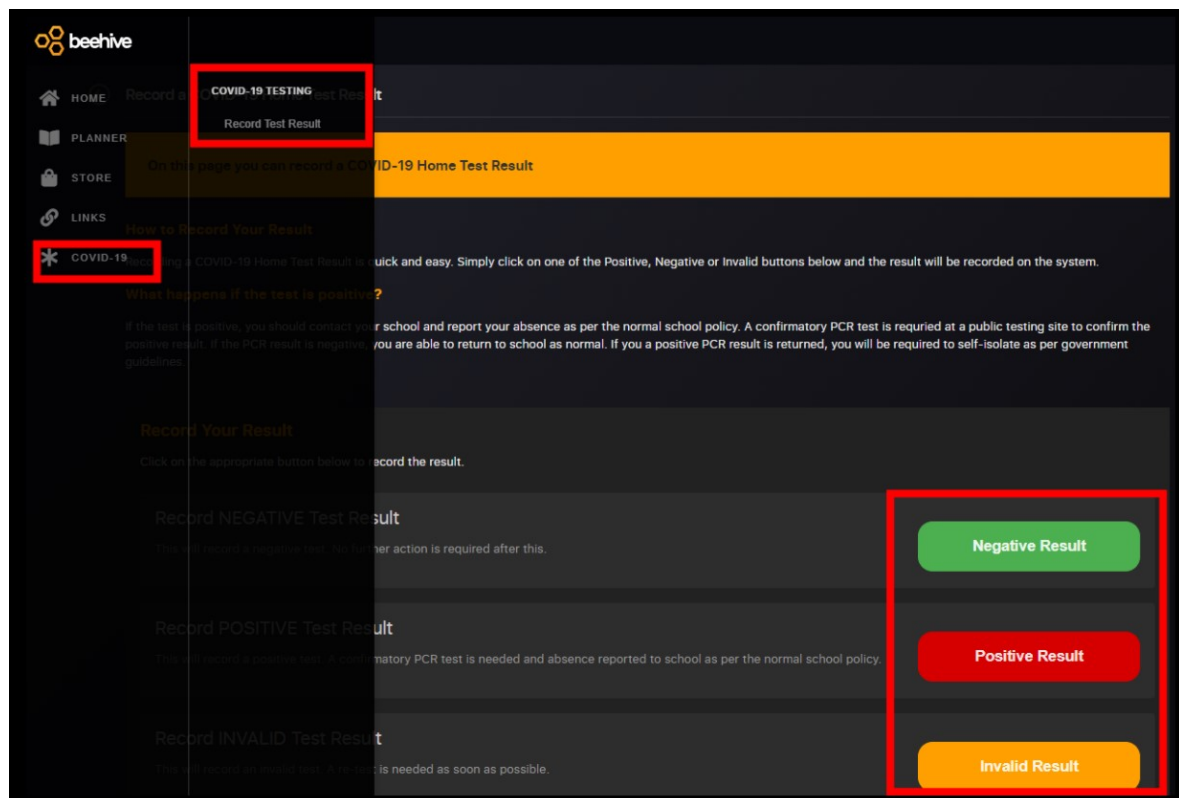 beehive
COVID-19 TESTING
Record Test Result
HOME
PLANNER
STORE
LINKS
COVID-19
Record a COVID-19 Home Test Result
On this page you can record a COVID-19 Home Test Result
How to Record Your Result
Recording a COVID-19 Home Test Result is quick and easy. Simply click on one of the Positive, Negative or Invalid buttons below and the result will be recorded on the system.
What happens if the test is positive?
If the test is positive, you should contact your school and report your absence as per the normal school policy. A confirmatory PCR test is requried at a public testing site to confirm the
positive result. If the PCR result is negative, you are able to return to school as normal. If you a positive PCR result is returned, you will be required to self-isolate as per government
guidelines
Record Your Result
Click on the appropriate button below to record the result.
Record NEGATIVE Test Result
This will record a negative test. No further action is required after this.
Negative Result
Record POSITIVE Test Result
This will record a positive test. A confirmatory PCR test is needed and absence reported to school as per the normal school policy.
Positive Result
Record INVALID Test Result
This will record an invalid test. A re-test is needed as soon as possible.
Invalid Result